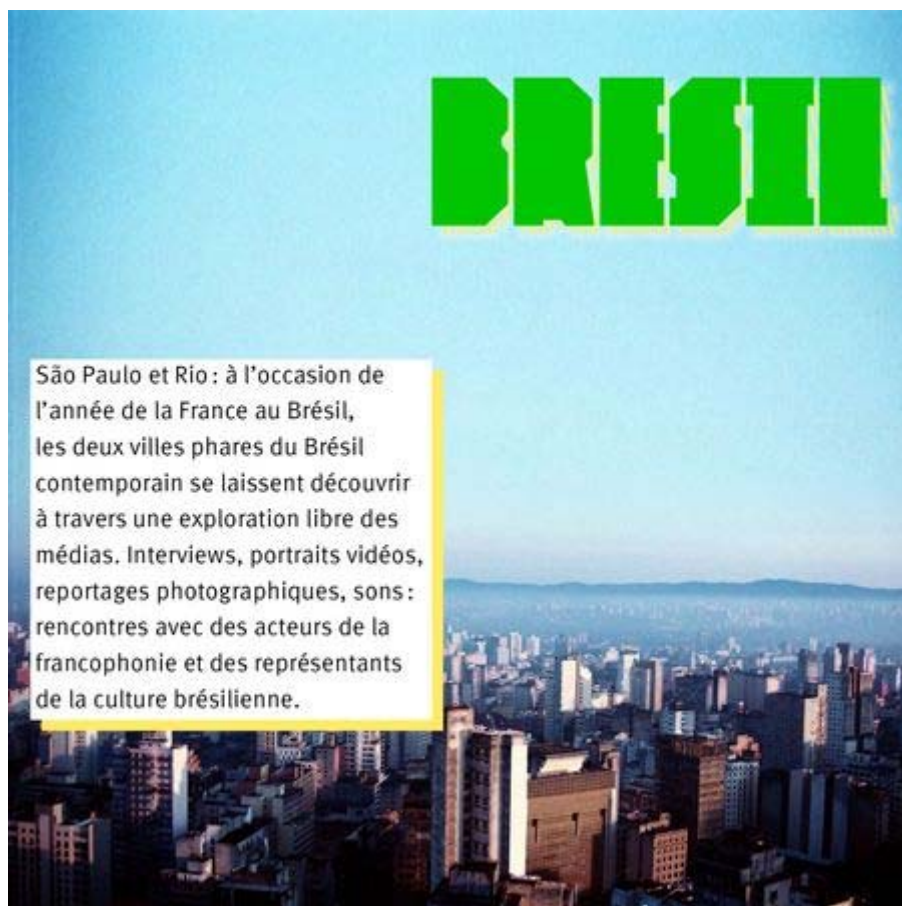 BRESIL
São Paulo et Rio : à l'occasion de
l'année de la France au Brésil,
les deux villes phares du Brésil
contemporain se laissent découvrir
à travers une exploration libre des
médias. Interviews, portraits vidéos,
reportages photographiques, sons :
rencontres avec des acteurs de la
francophonie et des représentants
de la culture brésilienne.